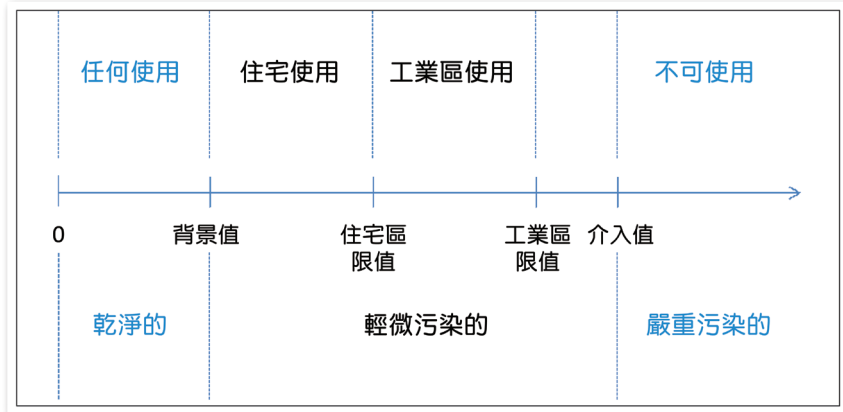 任何使用
住宅使用
工業區使用
不可使用
0
背景值
住宅區
限值
工業區
限值
介入值
乾淨的
輕微污染的
嚴重污染的